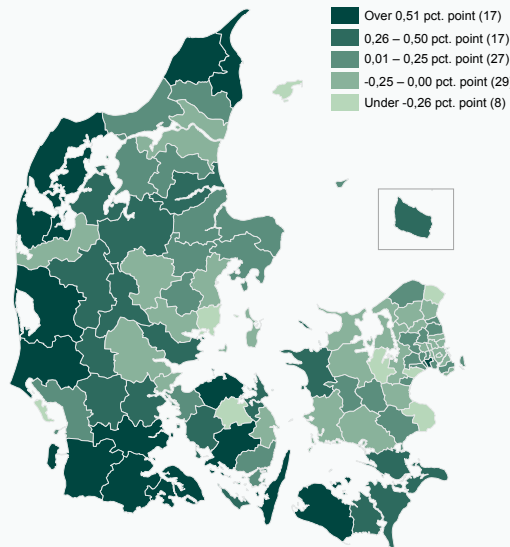 Over 0,51 pct. point (17)
0,26 – 0,50 pct. point (17)
0,01 – 0,25 pct. point (27)
-0,25 – 0,00 pct. point (29
Under -0,26 pct. point (8)